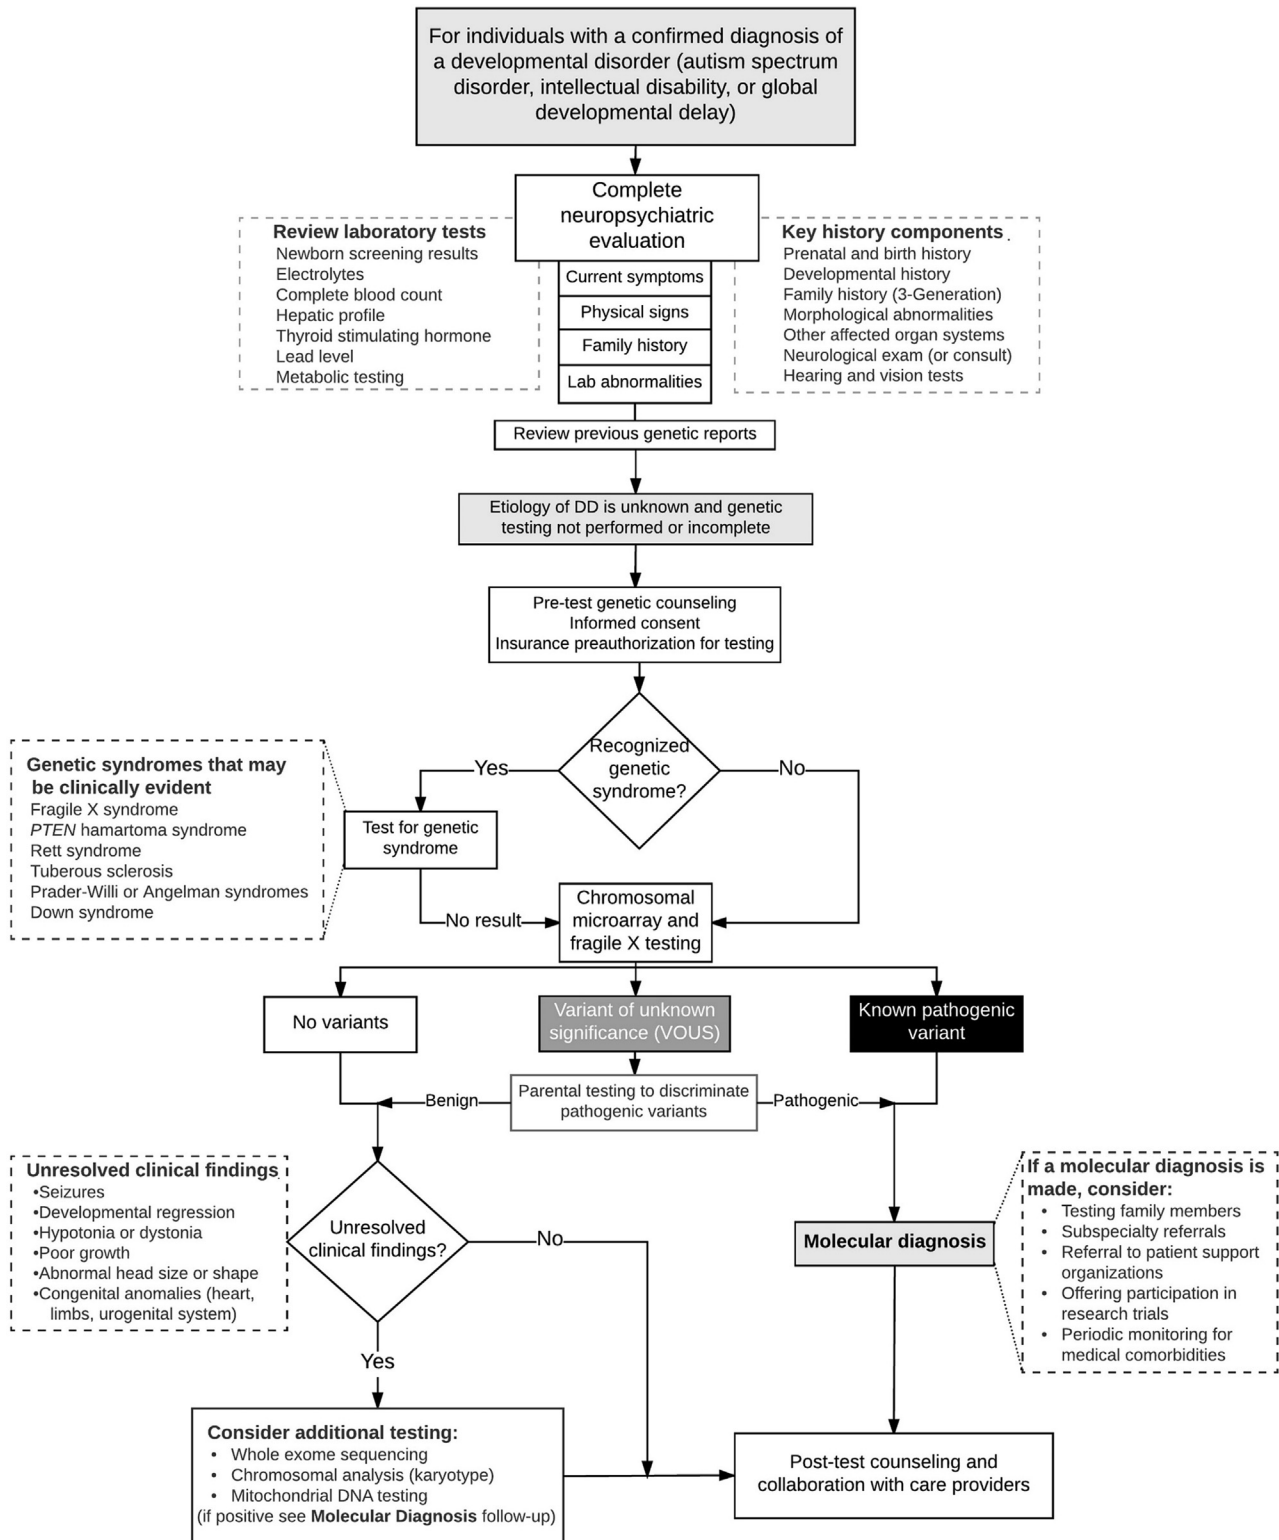 For individuals with a confirmed diagnosis of
a developmental disorder (autism spectrum
disorder, intellectual disability, or global
developmental delay)
Complete
neuropsychiatric
evaluation
Review laboratory tests
Newborn screening results
Electrolytes
Complete blood count
Hepatic profile
Thyroid stimulating hormone
Lead level
Metabolic testing
Current symptoms
Physical signs
Family history
Lab abnormalities
Key history components
Prenatal and birth history
Developmental history
Family history (3-Generation)
Morphological abnormalities
Other affected organ systems
Neurological exam (or consult)
Hearing and vision tests
Review previous genetic reports
Etiology of DD is unknown and genetic
testing not performed or incomplete
Pre-test genetic counseling
Informed consent
Insurance preauthorization for testing
Recognized
genetic
syndrome?
Yes
No
Genetic syndromes that may
be clinically evident
Fragile X syndrome
PTEN hamartoma syndrome
Rett syndrome
Tuberous sclerosis
Prader-Willi or Angelman syndromes
Down syndrome
Test for genetic
syndrome
No result
Chromosomal
microarray and
fragile X testing
No variants
Variant of unknown
significance (VOUS)
Known pathogenic
variant
Benign
Parental testing to discriminate
pathogenic variants
Pathogenic
Unresolved clinical findings
•Seizures
•Developmental regression
•Hypotonia or dystonia
•Poor growth
•Abnormal head size or shape
•Congenital anomalies (heart,
limbs, urogenital system)
Unresolved
clinical findings?
No
Yes
Molecular diagnosis
If a molecular diagnosis is
made, consider:
• Testing family members
• Subspecialty referrals
• Referral to patient support
organizations
• Offering participation in
research trials
• Periodic monitoring for
medical comorbidities
Consider additional testing:
• Whole exome sequencing
• Chromosomal analysis (karyotype)
• Mitochondrial DNA testing
(if positive see Molecular Diagnosis follow-up)
Post-test counseling and
collaboration with care providers